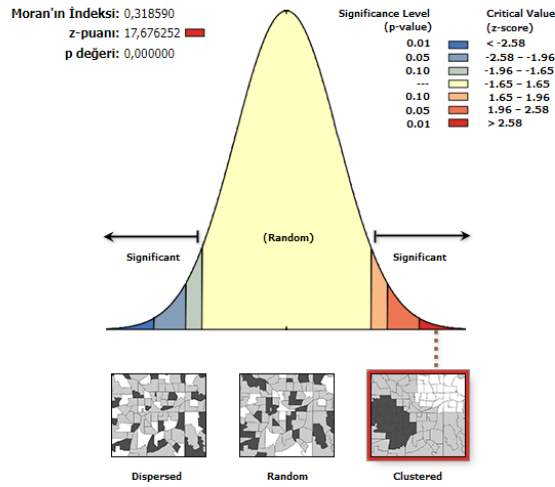 Moran'ın İndeksi: 0,318590
z-puanı: 17,676252
p değeri: 0,000000
Significance Level
(p-value)
Critical Value
(z-score)
0.01 < -2.58
0.05 -2.58 – -1.96
0.10 -1.96 – -1.65
--- -1.65 – 1.65
0.10 1.65 – 1.96
0.05 1.96 – 2.58
0.01 > 2.58
Significant
(Random)
Significant
Dispersed
Random
Clustered